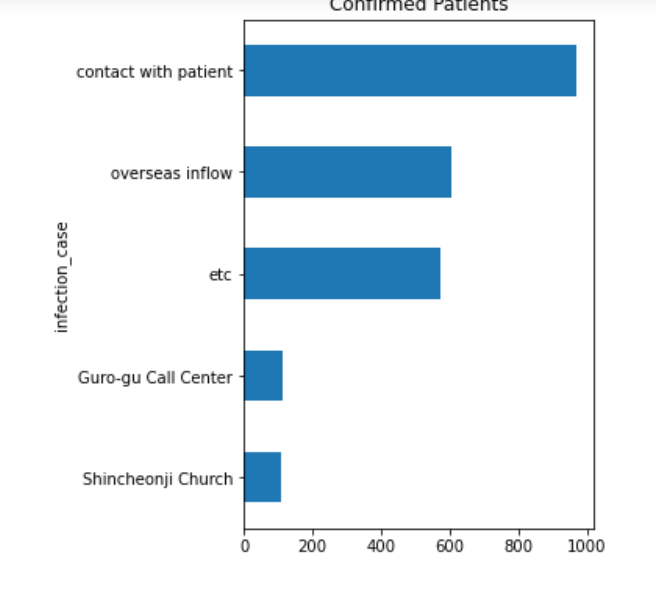 Confirmed Patients
contact with patient
overseas inflow
etc
Guro-gu Call Center
Shincheonji Church
infection_case
0 200 400 600 800 1000